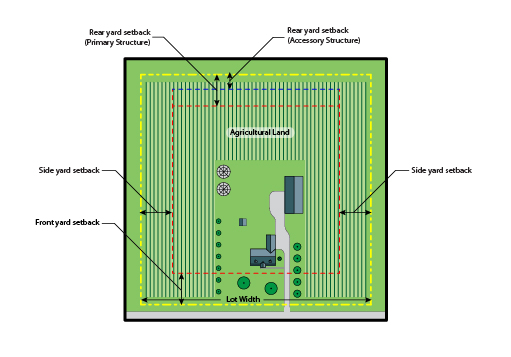 Rear yard setback
(Primary Structure)
Rear yard setback
(Accessory Structure)
Agricultural Land
Side yard setback
Side yard setback
Front yard setback
Lot Width